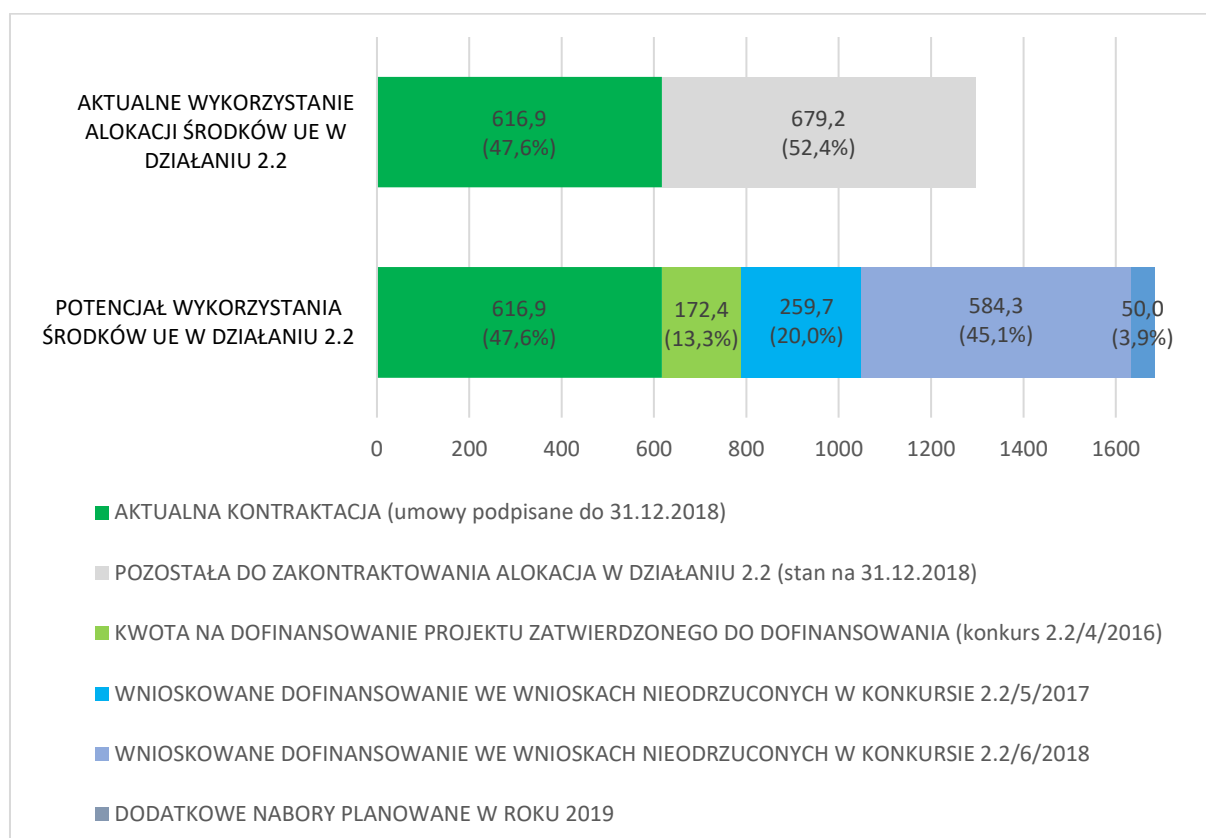 AKTUALNE WYKORZYSTANIE
ALOKACJI ŚRODKÓW UE W
DZIAŁANIU 2.2
616,9
(47,6%)
679,2
(52,4%)
POTENCJAŁ WYKORZYSTANIA
ŚRODKÓW UE W DZIAŁANIU 2.2
616,9
(47,6%)
172,4
(13,3%)
259,7
(20,0%)
584,3
(45,1%)
50,0
(3,9%)
0 200 400 600 800 1000 1200 1400 1600
AKTUALNA KONTRAKTACJA (umowy podpisane do 31.12.2018)
POZOSTAŁA DO ZAKONTRAKTOWANIA ALOKACJA W DZIAŁANIU 2.2 (stan na 31.12.2018)
KWOTA NA DOFINANSOWANIE PROJEKTU ZATWIERDZONEGO DO DOFINANSOWANIA (konkurs 2.2/4/2016)
WNIOSKOWANE DOFINANSOWANIE WE WNIOSKACH NIEODRZUCONYCH W KONKURSIE 2.2/5/2017
WNIOSKOWANE DOFINANSOWANIE WE WNIOSKACH NIEODRZUCONYCH W KONKURSIE 2.2/6/2018
DODATKOWE NABORY PLANOWANE W ROKU 2019